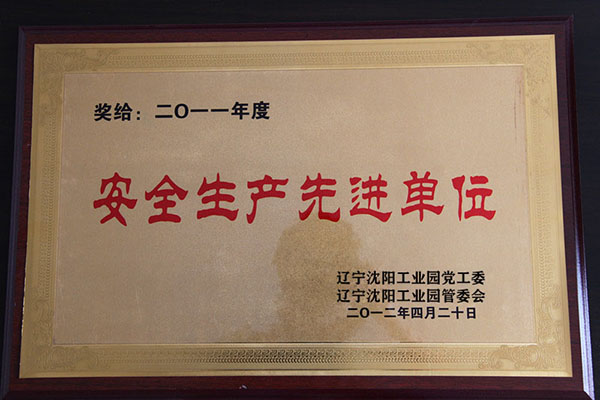 奖给：二〇一一年度
安全生产先进单位
辽宁沈阳工业园党工委
辽宁沈阳工业园管委会
二〇一二年四月二十日